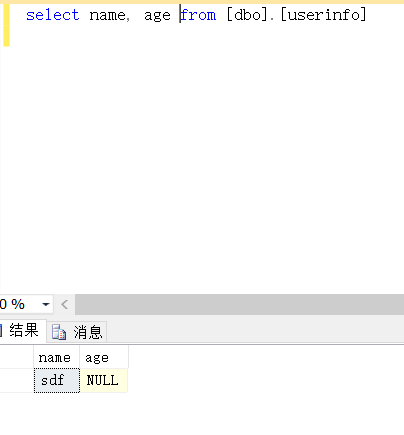 select name, age from [dbo].[userinfo]
0 %
结果 消息
name age
sdf NULL